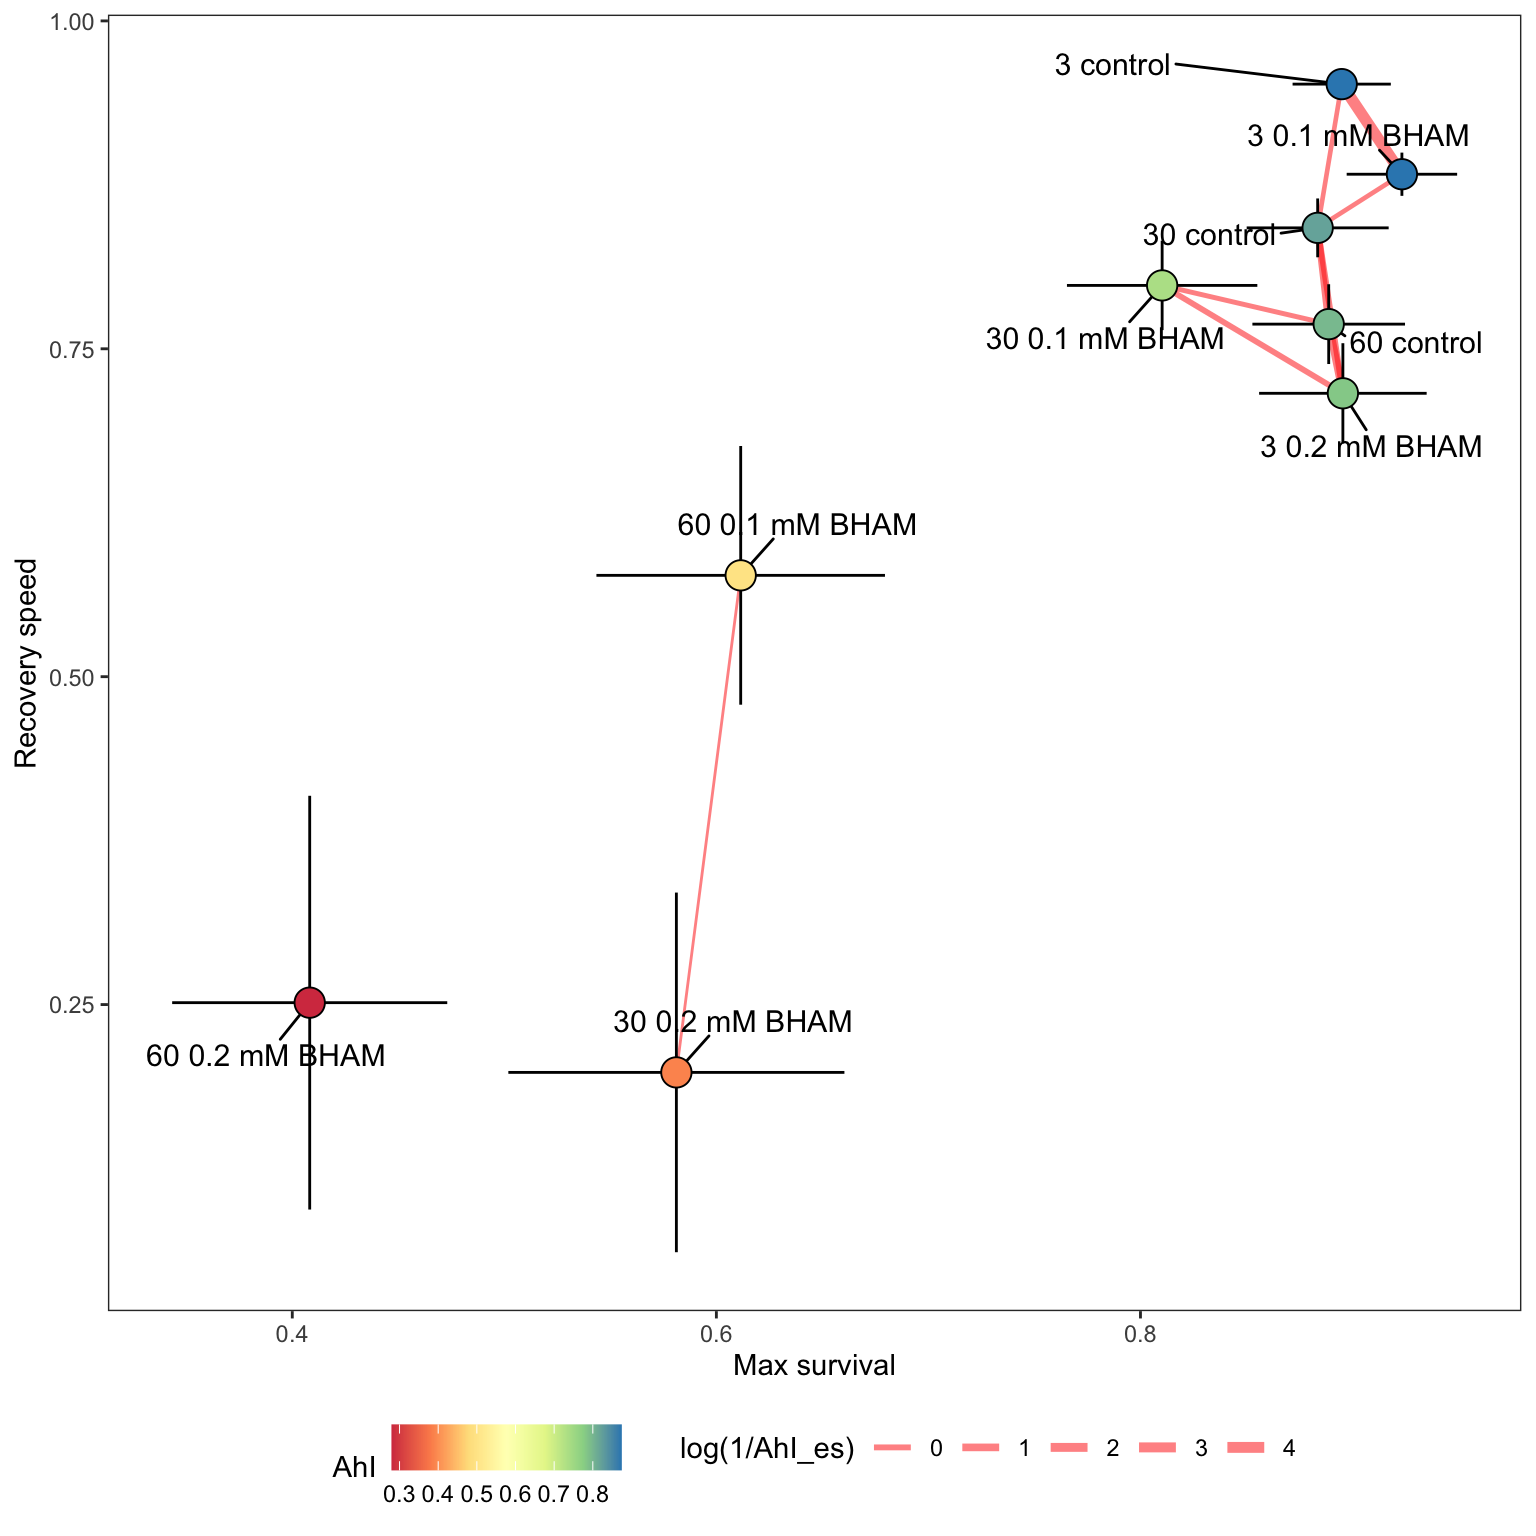 1.00
3 control
3 0.1 mM BHAM
30 control
30 0.1 mM BHAM
60 control
0.75
3 0.2 mM BHAM
60 0.1 mM BHAM
Recovery speed
0.50
0.25
30 0.2 mM BHAM
60 0.2 mM BHAM
0.4 0.6 0.8
Max survival
Ahl
0.3 0.4 0.5 0.6 0.7 0.8
log(1/Ahl_es) 0 1 2 3 4